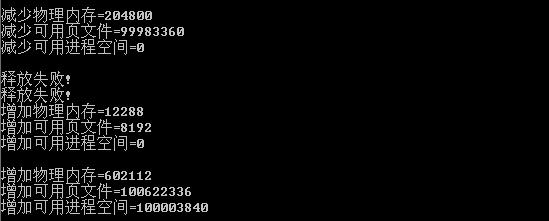 减少物理内存=204800
减少可用页文件=99983360
减少可用进程空间=0
释放失败!
释放失败!
增加物理内存=12288
增加可用页文件=8192
增加可用进程空间=0
增加物理内存=602112
增加可用页文件=100622336
增加可用进程空间=100003840